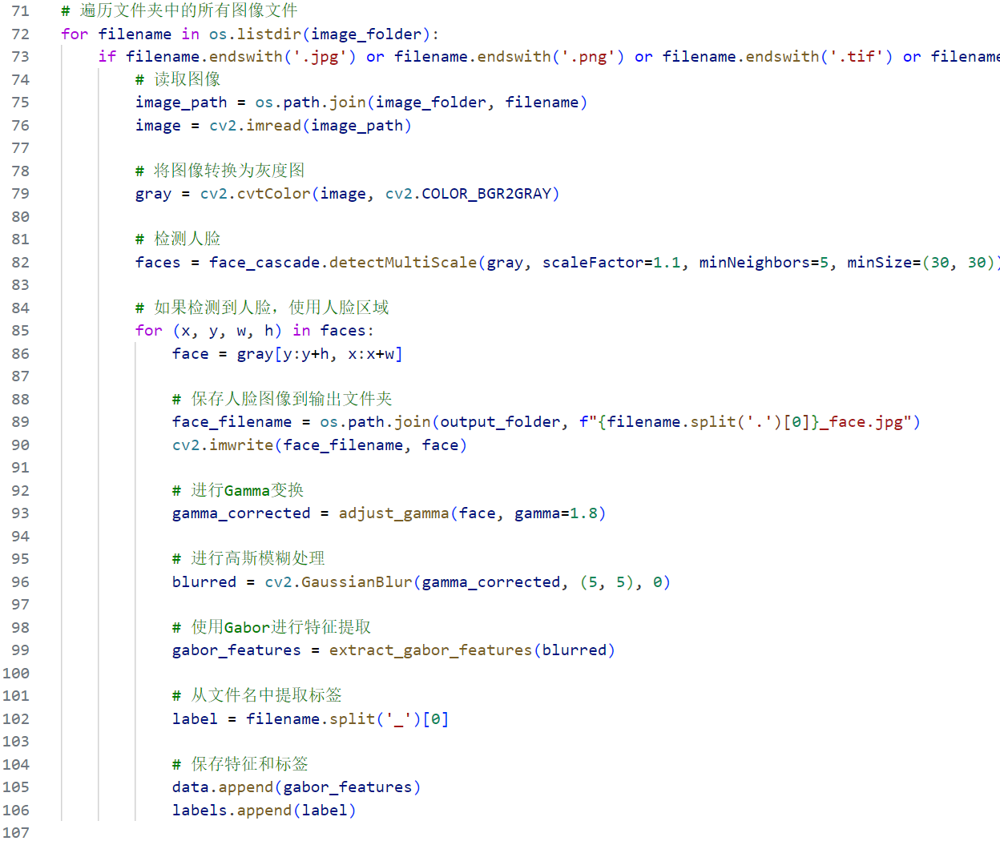 71 # 遍历文件夹中的所有图像文件
72 for filename in os.listdir(image_folder):
73     if filename.endswith('.jpg') or filename.endswith('.png') or filename.endswith('.tif') or filename
74         # 读取图像
75         image_path = os.path.join(image_folder, filename)
76         image = cv2.imread(image_path)
77
78         # 将图像转换为灰度图
79         gray = cv2.cvtColor(image, cv2.COLOR_BGR2GRAY)
80
81         # 检测人脸
82         faces = face_cascade.detectMultiScale(gray, scaleFactor=1.1, minNeighbors=5, minSize=(30, 30))
83
84         # 如果检测到人脸，使用人脸区域
85         for (x, y, w, h) in faces:
86             face = gray[y:y+h, x:x+w]
87
88             # 保存人脸图像到输出文件夹
89             face_filename = os.path.join(output_folder, f"{filename.split('.')[0]}_face.jpg")
90             cv2.imwrite(face_filename, face)
91
92             # 进行Gamma变换
93             gamma_corrected = adjust_gamma(face, gamma=1.8)
94
95             # 进行高斯模糊处理
96             blurred = cv2.GaussianBlur(gamma_corrected, (5, 5), 0)
97
98             # 使用Gabor进行特征提取
99             gabor_features = extract_gabor_features(blurred)
100
101             # 从文件名中提取标签
102             label = filename.split('_')[0]
103
104             # 保存特征和标签
105             data.append(gabor_features)
106             labels.append(label)
107